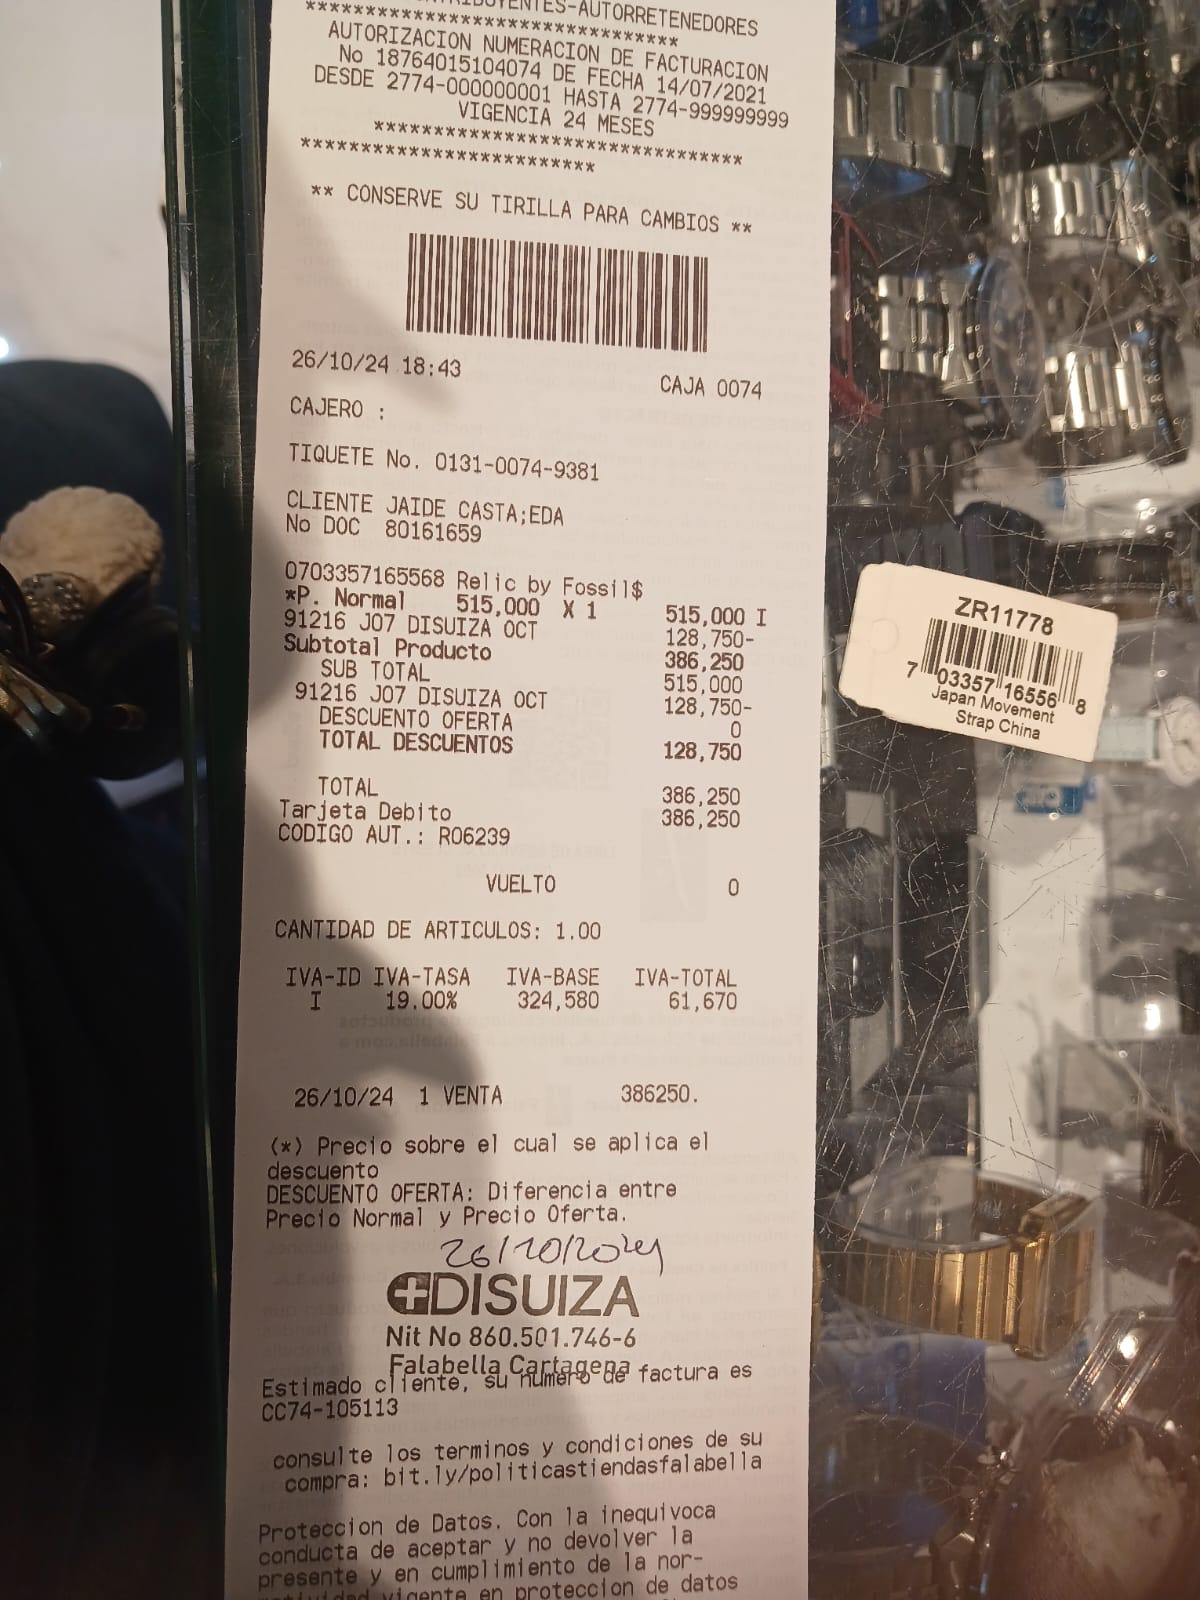 -AUTORRETENEDORES
***********************************
AUTORIZACION NUMERACION DE FACTURACION
No 18764015104074 DE FECHA 14/07/2021
DESDE 2774-000000001 HASTA 2774-999999999
VIGENCIA 24 MESES
*******************************
*************************
** CONSERVE SU TIRILLA PARA CAMBIOS **
26/10/24 18:43
CAJA 0074
CAJERO :
TIQUETE No. 0131-0074-9381
CLIENTE JAIDE CASTA;EDA
No DOC 80161659
0703357165568 Relic by Fossil$
*P. Normal 515,000 X 1 515,000 I
91216 J07 DISUIZA OCT 128,750-
Subtotal Producto 386,250
SUB TOTAL 515,000
91216 J07 DISUIZA OCT 128,750-
DESCUENTO OFERTA 0
TOTAL DESCUENTOS 128,750
TOTAL 386,250
Tarjeta Debito 386,250
CODIGO AUT.: R06239
VUELTO 0
CANTIDAD DE ARTICULOS: 1.00
IVA-ID IVA-TASA IVA-BASE IVA-TOTAL
I 19.00% 324,580 61,670
26/10/24 1 VENTA 386250.
(*) Precio sobre el cual se aplica el
descuento
DESCUENTO OFERTA: Diferencia entre
Precio Normal y Precio Oferta.
26/10/2024
DISUIZA
Nit No 860.501.746-6
Falabella Cartagena
Estimado cliente, su numero de factura es
CC74-105113
consulte los terminos y condiciones de su
compra: bit.ly/politicastiendasfalabella
Proteccion de Datos. Con la inequivoca
conducta de aceptar y no devolver la
presente y en cumplimiento de la nor-
vigente en proteccion de datos
ZR11778
7 03357 16556 8
Japan Movement
Strap China